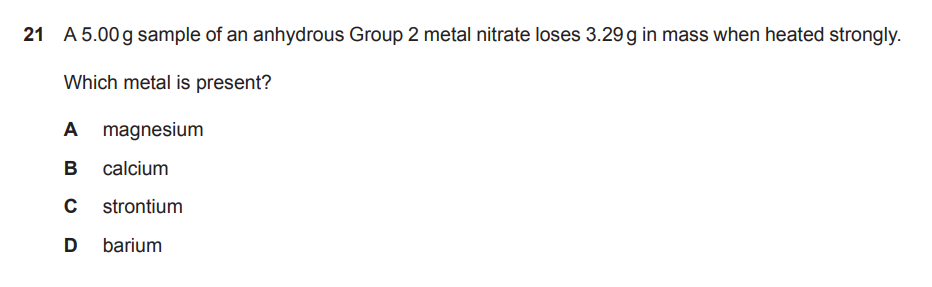 21 A 5.00 g sample of an anhydrous Group 2 metal nitrate loses 3.29 g in mass when heated strongly.
Which metal is present?
A magnesium
B calcium
C strontium
D barium